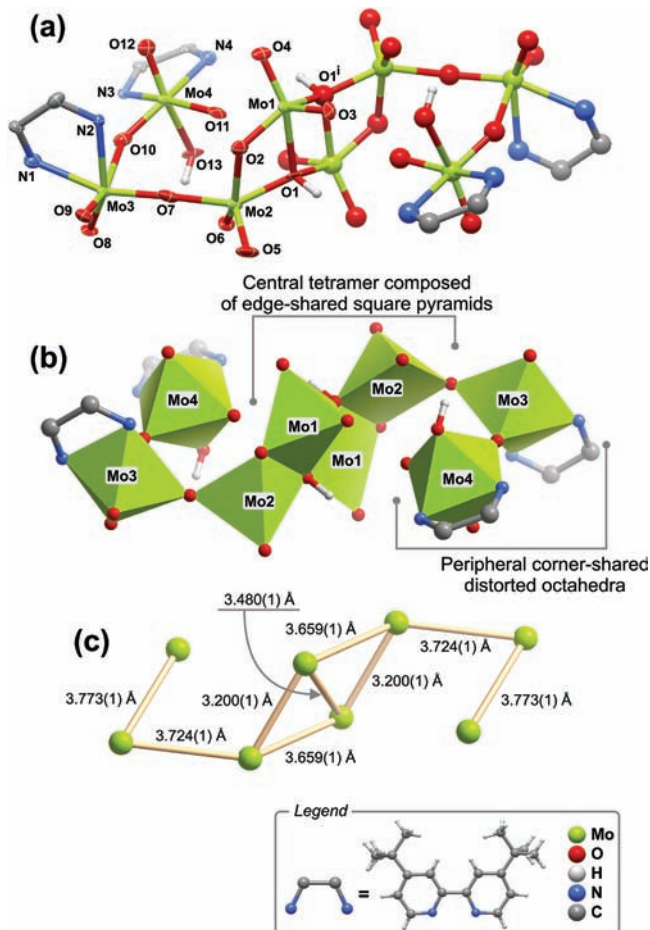 (a)
O12
N4
O4
O1i
N3
Mo4
Mo1
O3
N2
O11
O10
O2
N1
O13
O1
Mo3
O7
Mo2
O9
O8
O6
O5
Central tetramer composed
of edge-shared square pyramids
(b)
Mo4
Mo2
Mo3
Mo1
Mo3
Mo1
Mo4
Mo2
Peripheral corner-shared
distorted octahedra
3.480(1) Å
(c)
3.659(1) Å
3.724(1) Å
3.773(1) Å
3.200(1) Å
3.200(1) Å
3.773(1) Å
3.724(1) Å
3.659(1) Å
Legend
Mo
O
H
N
C
=